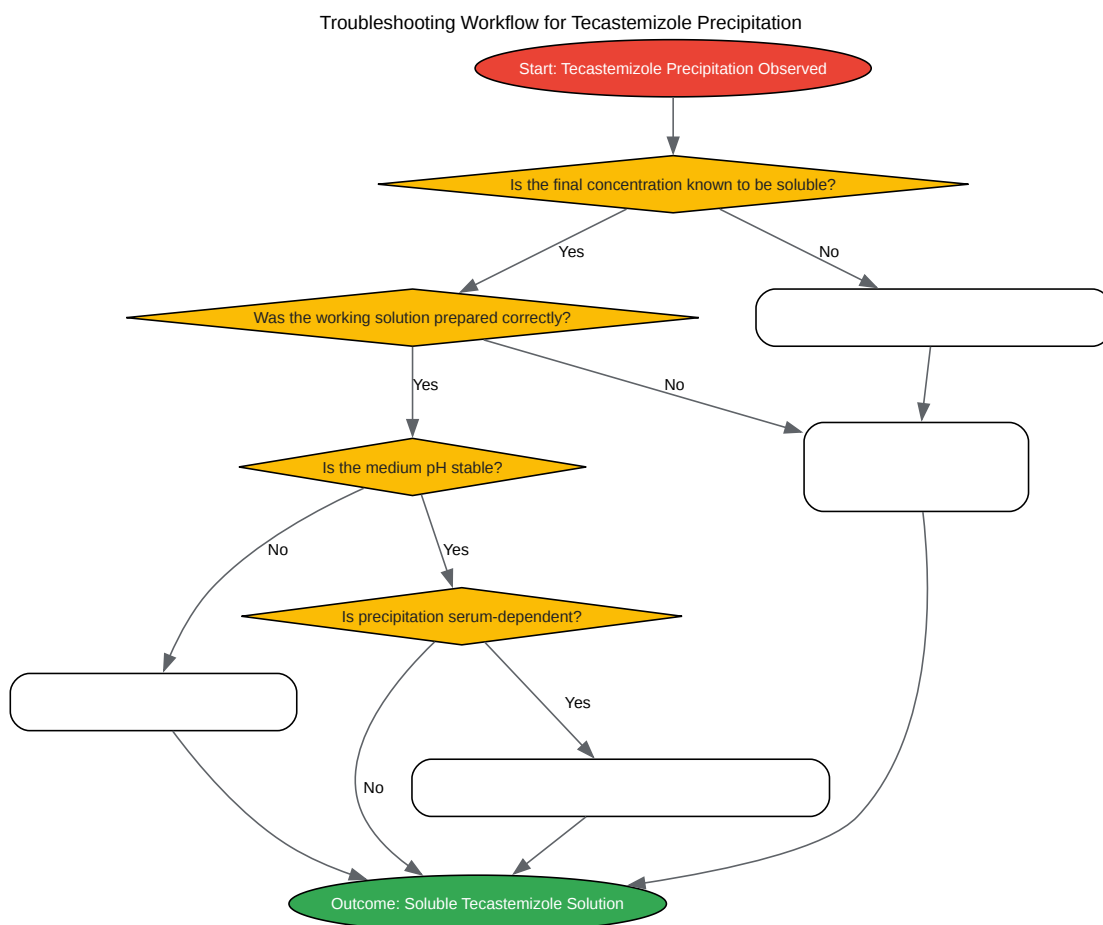 Troubleshooting Workflow for Tecastemizole Precipitation
Start: Tecastemizole Precipitation Observed
Is the final concentration known to be soluble?
Yes
No
Was the working solution prepared correctly?
Yes
No
Is the medium pH stable?
No
Yes
Is precipitation serum-dependent?
Yes
No
Outcome: Soluble Tecastemizole Solution